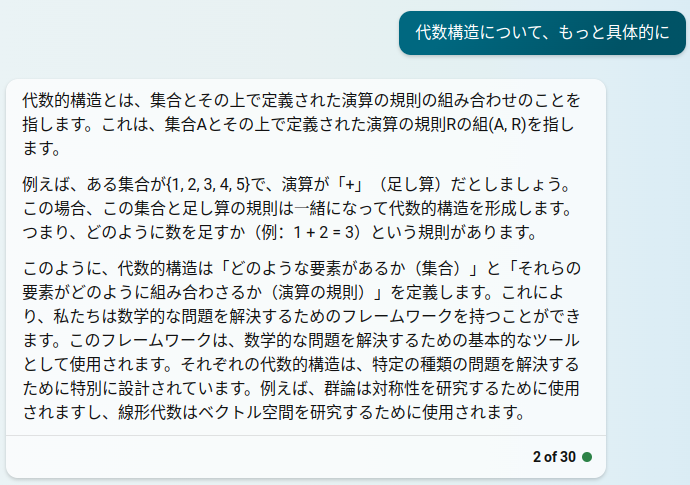 代数構造について、もっと具体的に
代数的構造とは、集合とその上で定義された演算の規則の組み合わせのことを
指します。これは、集合Aとその上で定義された演算の規則Rの組(A, R)を指し
ます。
例えば、ある集合が{1, 2, 3, 4, 5}で、演算が「+」（足し算）だとしましょう。
この場合、この集合と足し算の規則は一緒になって代数的構造を形成します。
つまり、どのように数を足すか（例：1 + 2 = 3）という規則があります。
このように、代数的構造は「どのような要素があるか（集合）」と「それらの
要素がどのように組み合わさるか（演算の規則）」を定義します。これによ
り、私たちは数学的な問題を解決するためのフレームワークを持つことができ
ます。このフレームワークは、数学的な問題を解決するための基本的なツール
として使用されます。それぞれの代数的構造は、特定の種類の問題を解決する
ために特別に設計されています。例えば、群論は対称性を研究するために使用
されますし、線形代数はベクトル空間を研究するために使用されます。
2 of 30